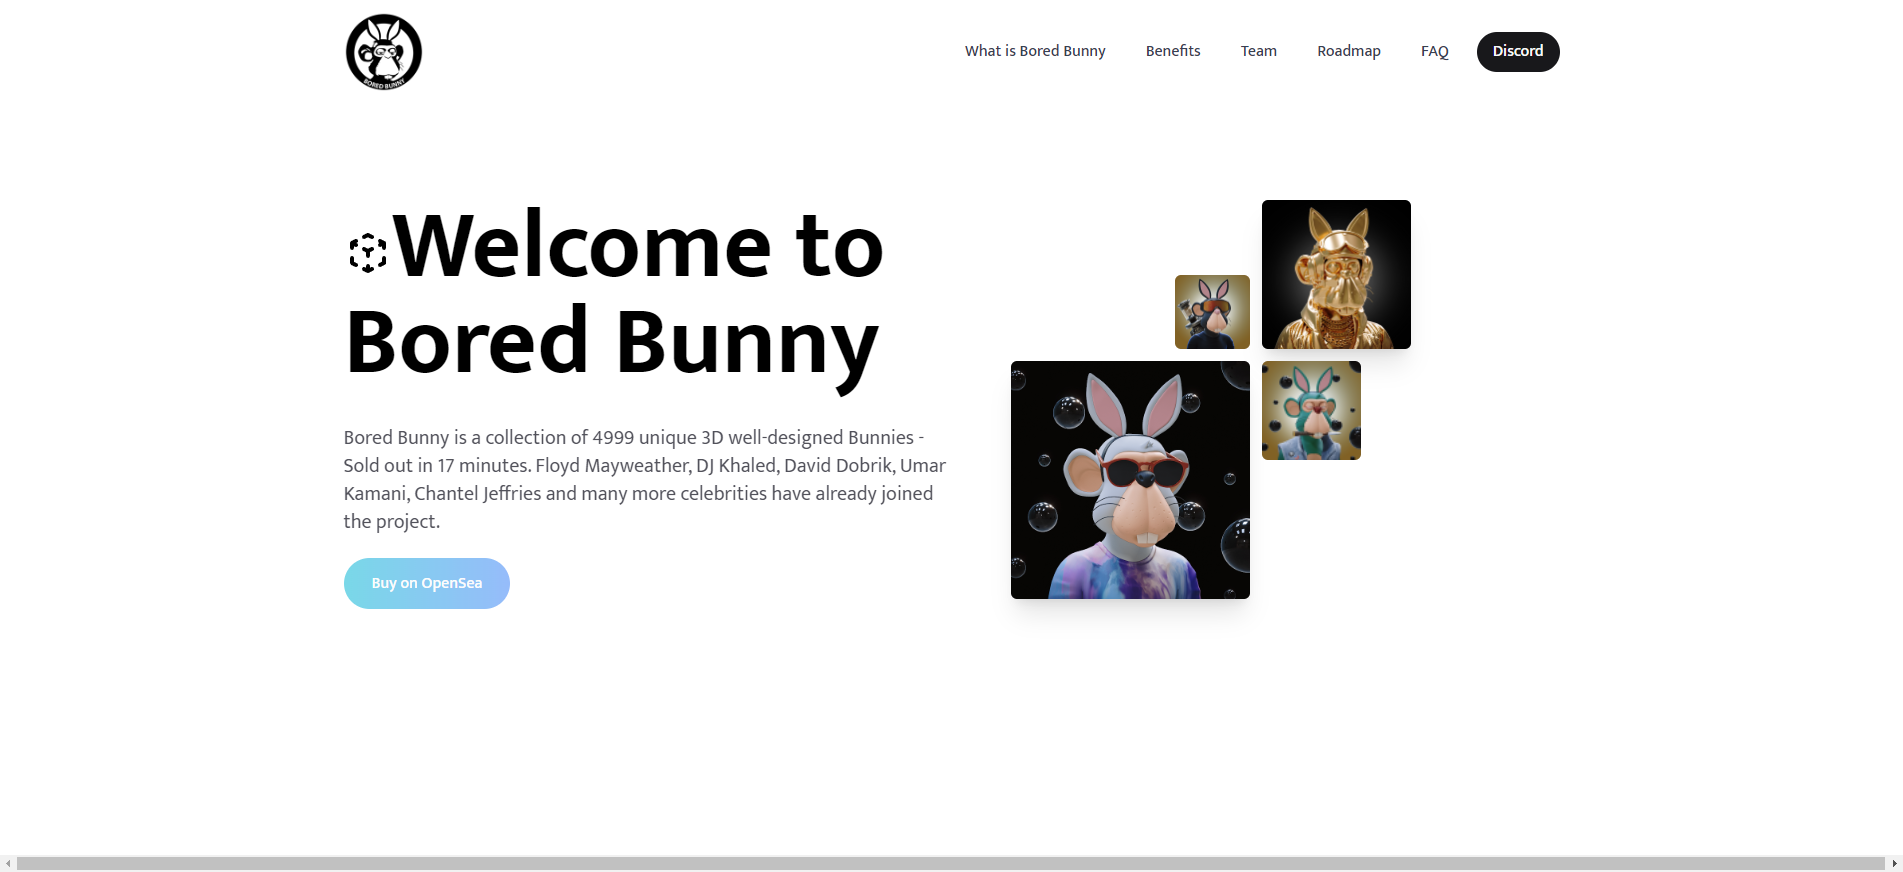 BORED BUNNY
What is Bored Bunny
Benefits
Team
Roadmap
FAQ
Discord
Welcome to
Bored Bunny
Bored Bunny is a collection of 4999 unique 3D well-designed Bunnies -
Sold out in 17 minutes. Floyd Mayweather, DJ Khaled, David Dobrik, Umar
Kamani, Chantel Jeffries and many more celebrities have already joined
the project.
Buy on OpenSea